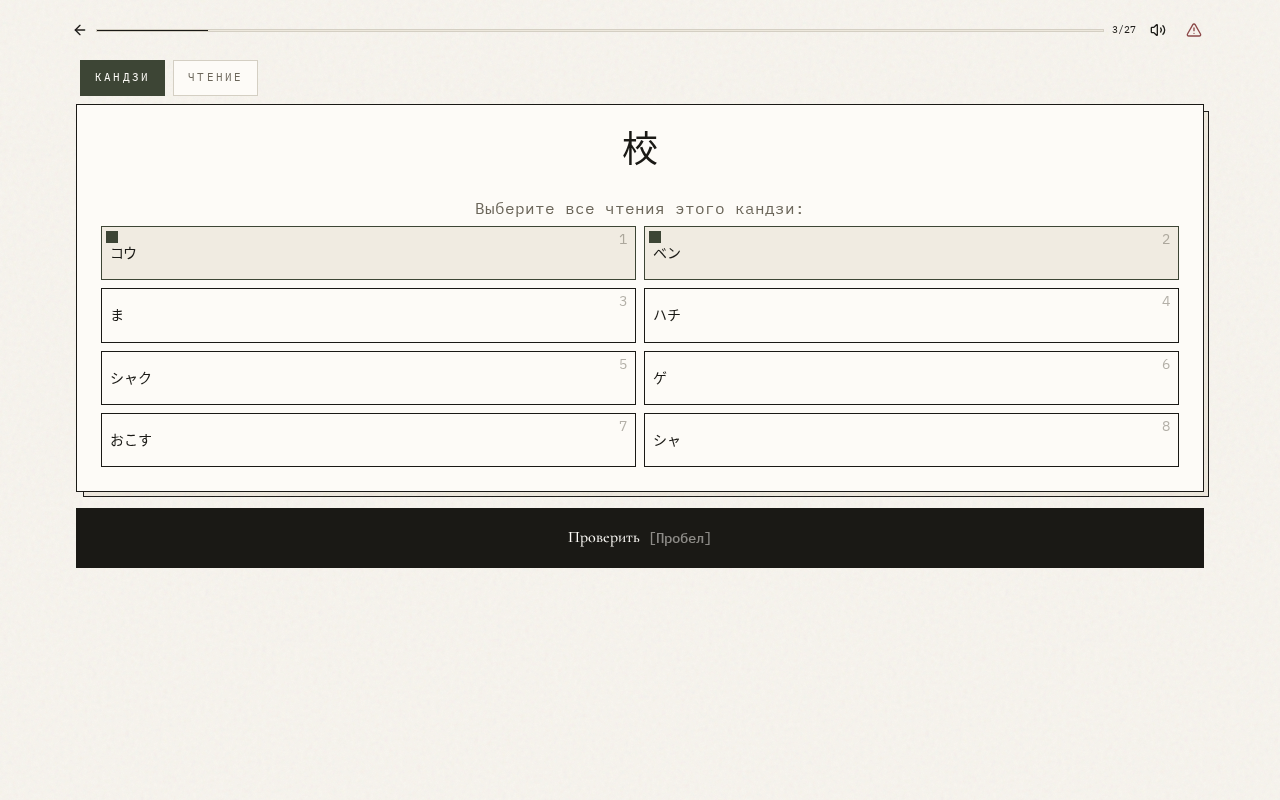 3/27
КАНДЗИ
ЧТЕНИЕ
校
Выберите все чтения этого кандзи:
コウ 1
ベン 2
ま 3
ハチ 4
シャク 5
ゲ 6
おこす 7
シャ 8
Проверить [Пробел]